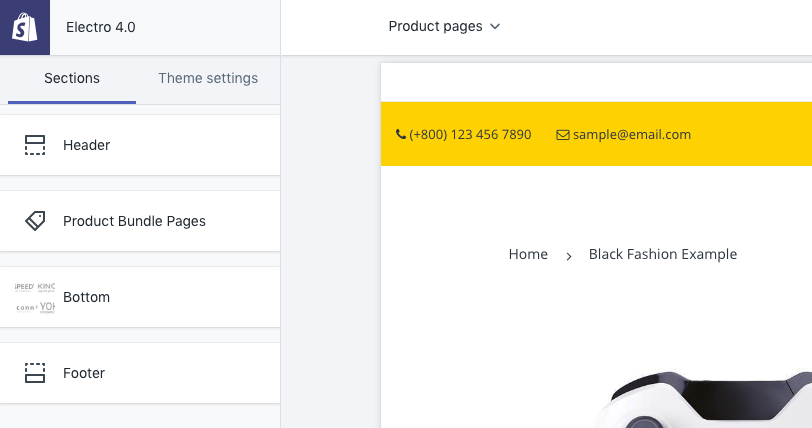 Electro 4.0
Product pages
Sections
Theme settings
Header
Product Bundle Pages
Bottom
Footer
(+800) 123 456 7890
sample@email.com
Home
Black Fashion Example